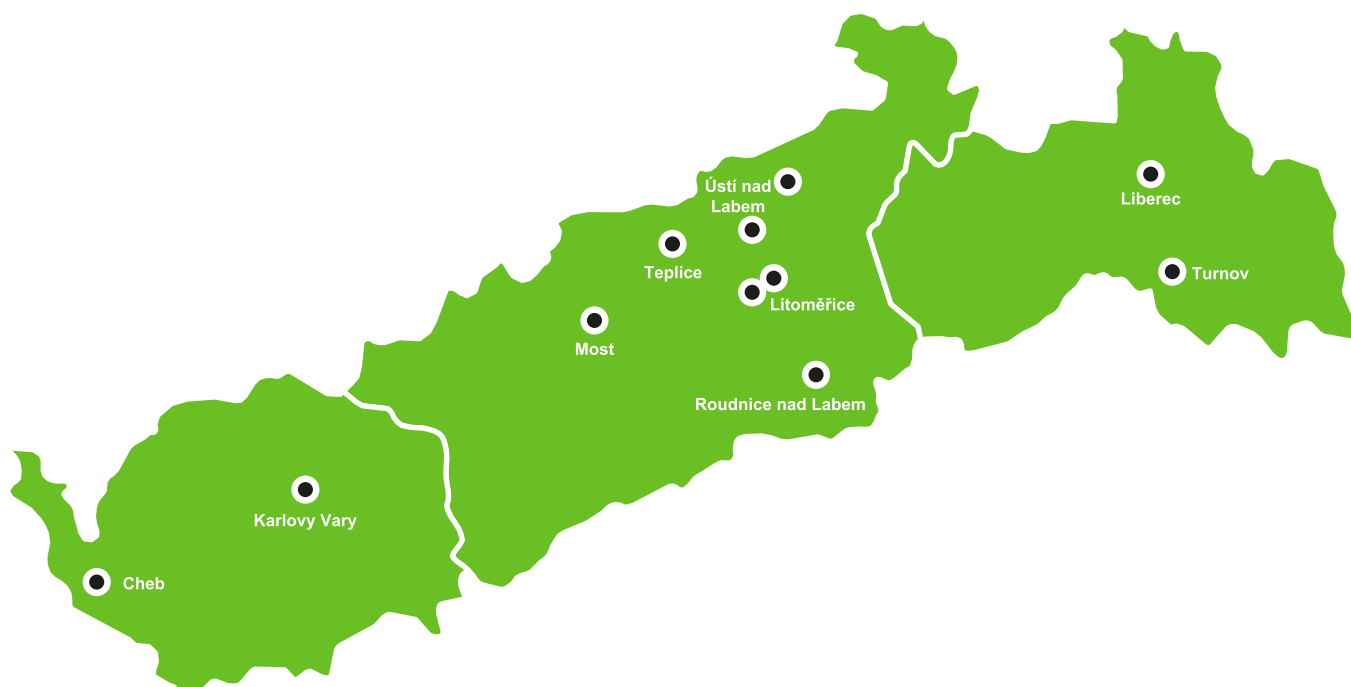 Ústí nad
Labem
Liberec
Teplice
Turnov
Litoměřice
Most
Roudnice nad Labem
Karlovy Vary
Cheb